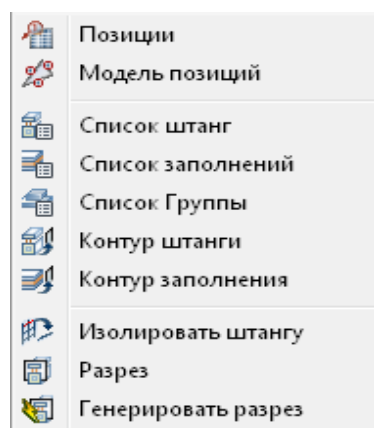 Позиции
Модель позиций
Список штанг
Список заполнений
Список Группы
Контур штанги
Контур заполнения
Изолировать штангу
Разрез
Генерировать разрез